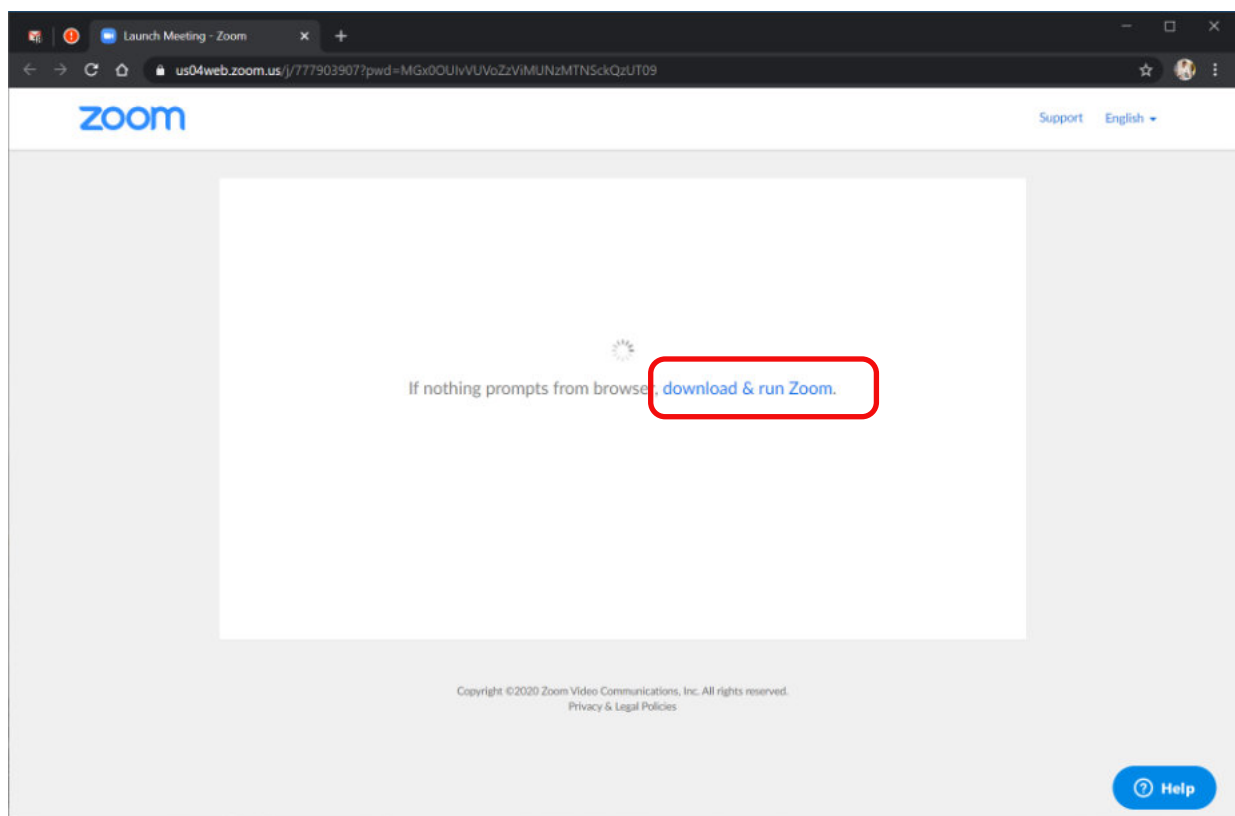 Launch Meeting - Zoom
us04web.zoom.us/j/777903907?pwd=MGx0OUIvVUVoZzViMUNzMTNSckQzUT09
zoom
Support English
If nothing prompts from browser, download & run Zoom.
Copyright ©2020 Zoom Video Communications, Inc. All rights reserved.
Privacy & Legal Policies
Help